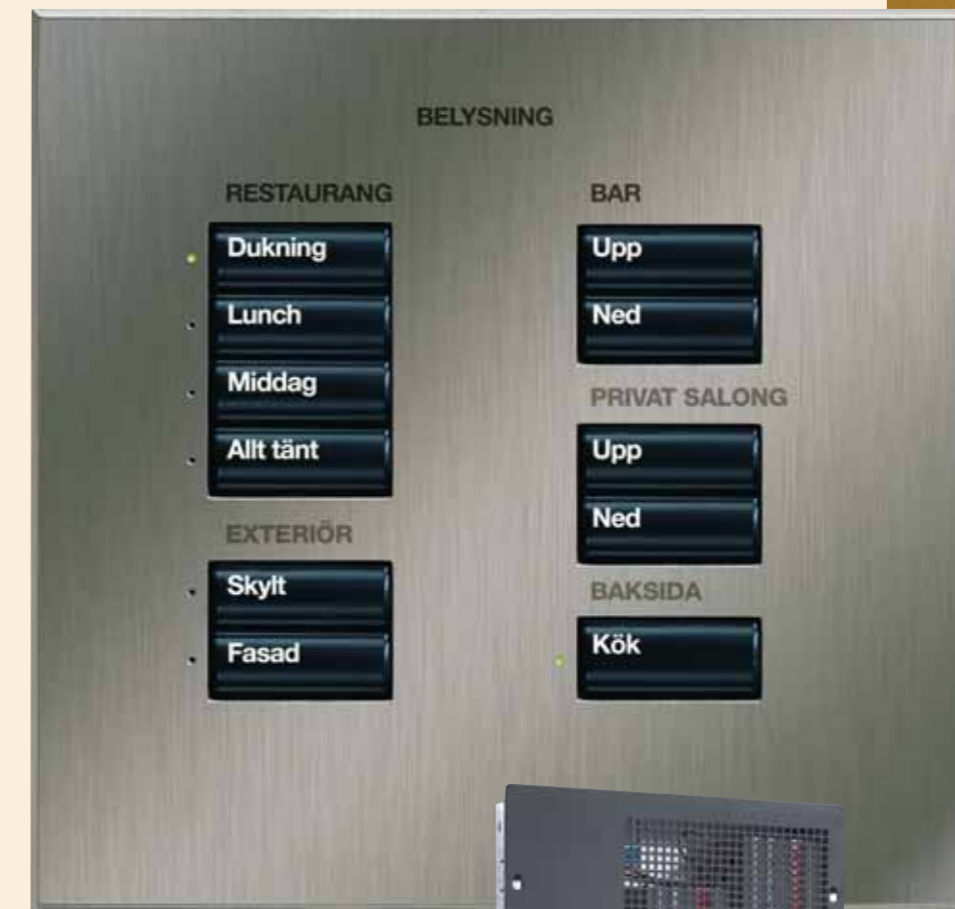 BELYSNING
RESTAURANG
Dukning
Lunch
Middag
Allt tänt
EXTERIÖR
Skylt
Fasad
BAR
Upp
Ned
PRIVAT SALONG
Upp
Ned
BAKSIDA
Kök